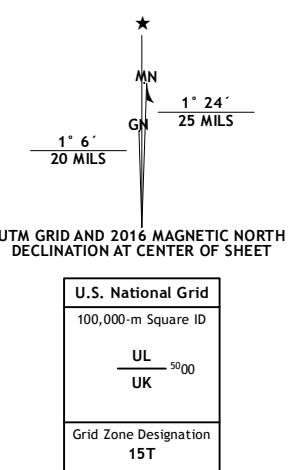 ★
MN
1° 24´
25 MILS
GN
1° 6´
20 MILS
UTM GRID AND 2016 MAGNETIC NORTH
DECLINATION AT CENTER OF SHEET
U.S. National Grid
100,000-m Square ID
UL
5000
UK
Grid Zone Designation
15T